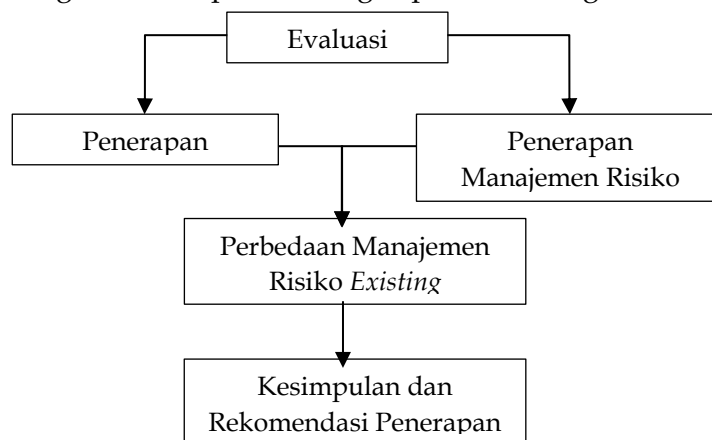 Evaluasi
Penerapan
Penerapan
Manajemen Risiko
Perbedaan Manajemen
Risiko Existing
Kesimpulan dan
Rekomendasi Penerapan